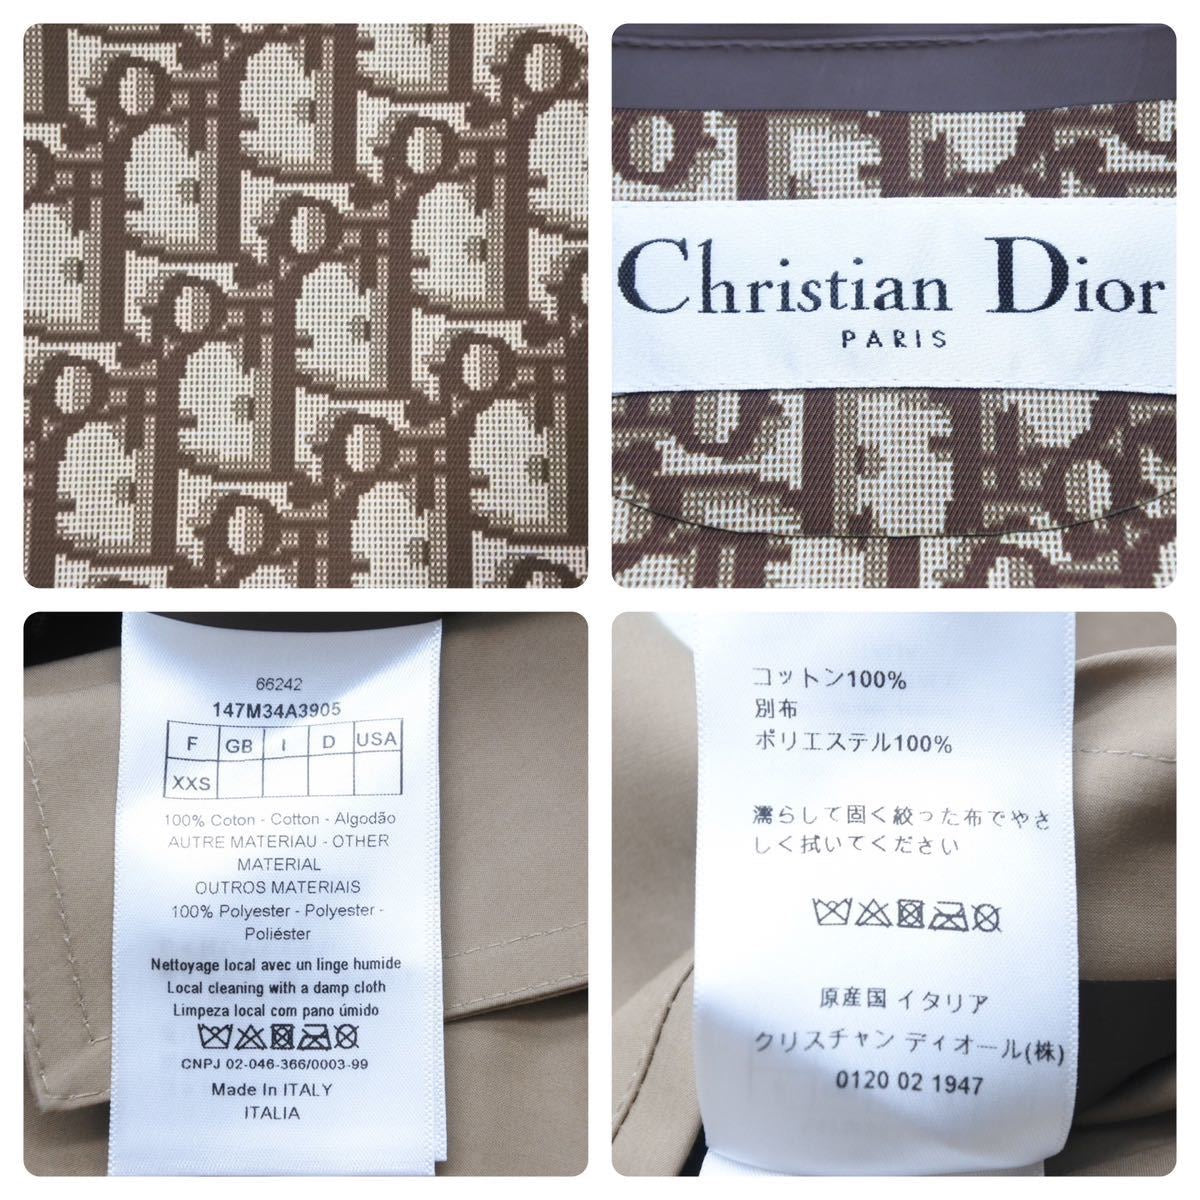 Christian Dior
PARIS
66242
147M34A3905
F GB I D USA
XXS
100% Coton - Cotton - Algodão
AUTRE MATERIAU - OTHER
MATERIAL
OUTROS MATERIAIS
100% Polyester - Polyester -
Poliéster
Nettoyage local avec un linge humide
Local cleaning with a damp cloth
Limpeza local com pano úmido
CNPJ 02-046-366/0003-99
Made In ITALY
ITALIA
コットン100%
別布
ポリエステル100%
濡らして固く絞った布でやさ
しく拭いてください
原産国 イタリア
クリスチャン ディオール(株)
0120 02 1947